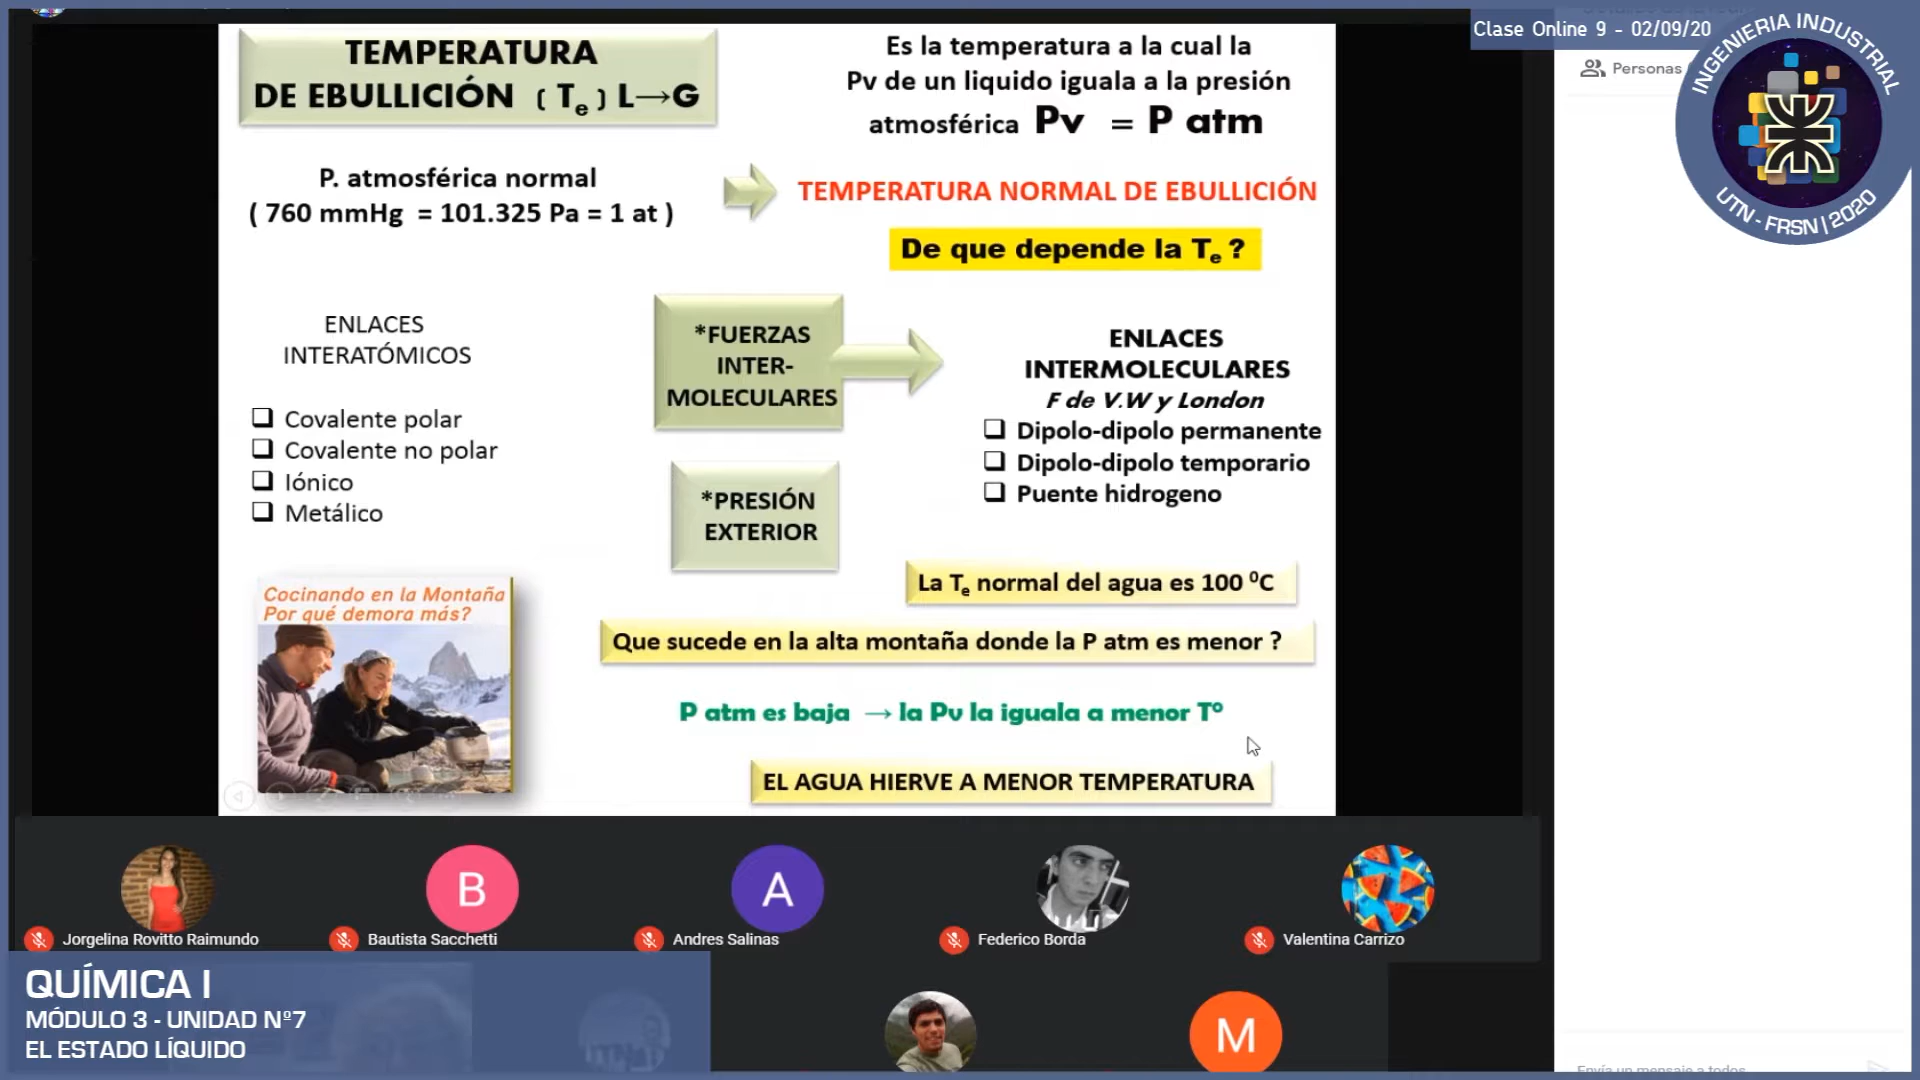 Clase Online 9 - 02/09/20
INGENIERIA INDUSTRIAL
UTN - FRSN | 2020
Personas
TEMPERATURA
DE EBULLICIÓN ( Te ) L→G
Es la temperatura a la cual la
Pv de un liquido iguala a la presión
atmosférica Pv = P atm
P. atmosférica normal
( 760 mmHg = 101.325 Pa = 1 at )
TEMPERATURA NORMAL DE EBULLICIÓN
De que depende la Te ?
ENLACES
INTERATÓMICOS
❑ Covalente polar
❑ Covalente no polar
❑ Iónico
❑ Metálico
*FUERZAS
INTER-
MOLECULARES
*PRESIÓN
EXTERIOR
ENLACES
INTERMOLECULARES
F de V.W y London
❑ Dipolo-dipolo permanente
❑ Dipolo-dipolo temporario
❑ Puente hidrogeno
La Te normal del agua es 100 ⁰C
Cocinando en la Montaña
Por qué demora más?
Que sucede en la alta montaña donde la P atm es menor ?
P atm es baja → la Pv la iguala a menor T°
EL AGUA HIERVE A MENOR TEMPERATURA
B
A
Jorgelina Rovitto Raimundo
Bautista Sacchetti
Andres Salinas
Federico Borda
Valentina Carrizo
QUÍMICA I
MÓDULO 3 - UNIDAD Nº7
EL ESTADO LÍQUIDO
M
Envía un mensaje a todos